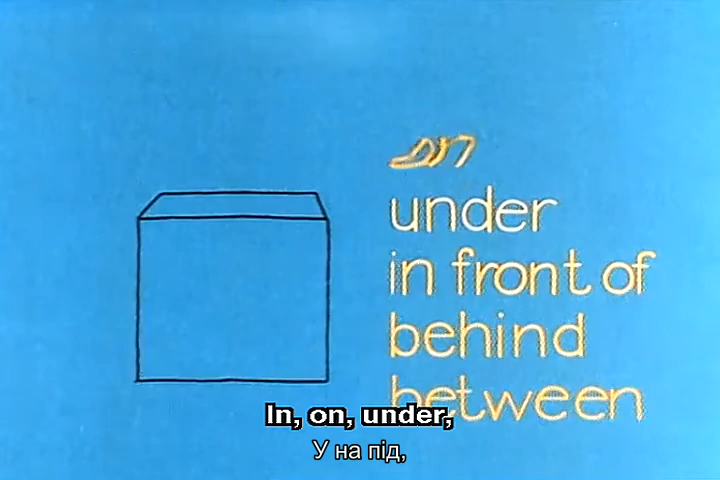 under
in front of
behind
between
In, on, under,
У на під,